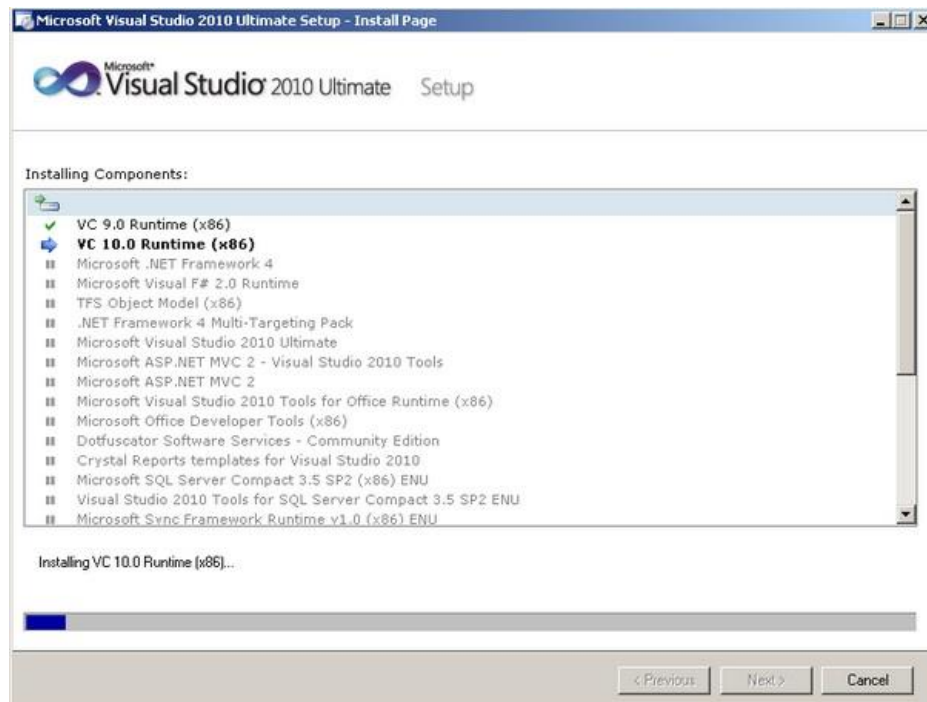 Microsoft Visual Studio 2010 Ultimate Setup - Install Page
Microsoft
Visual Studio 2010 Ultimate Setup
Installing Components:
VC 9.0 Runtime (x86)
VC 10.0 Runtime (x86)
Microsoft .NET Framework 4
Microsoft Visual F# 2.0 Runtime
TFS Object Model (x86)
.NET Framework 4 Multi-Targeting Pack
Microsoft Visual Studio 2010 Ultimate
Microsoft ASP.NET MVC 2 - Visual Studio 2010 Tools
Microsoft ASP.NET MVC 2
Microsoft Visual Studio 2010 Tools for Office Runtime (x86)
Microsoft Office Developer Tools (x86)
Dotfuscator Software Services - Community Edition
Crystal Reports templates for Visual Studio 2010
Microsoft SQL Server Compact 3.5 SP2 (x86) ENU
Visual Studio 2010 Tools for SQL Server Compact 3.5 SP2 ENU
Microsoft Sync Framework Runtime v1.0 (x86) ENU
Installing VC 10.0 Runtime (x86)...
< Previous Next > Cancel